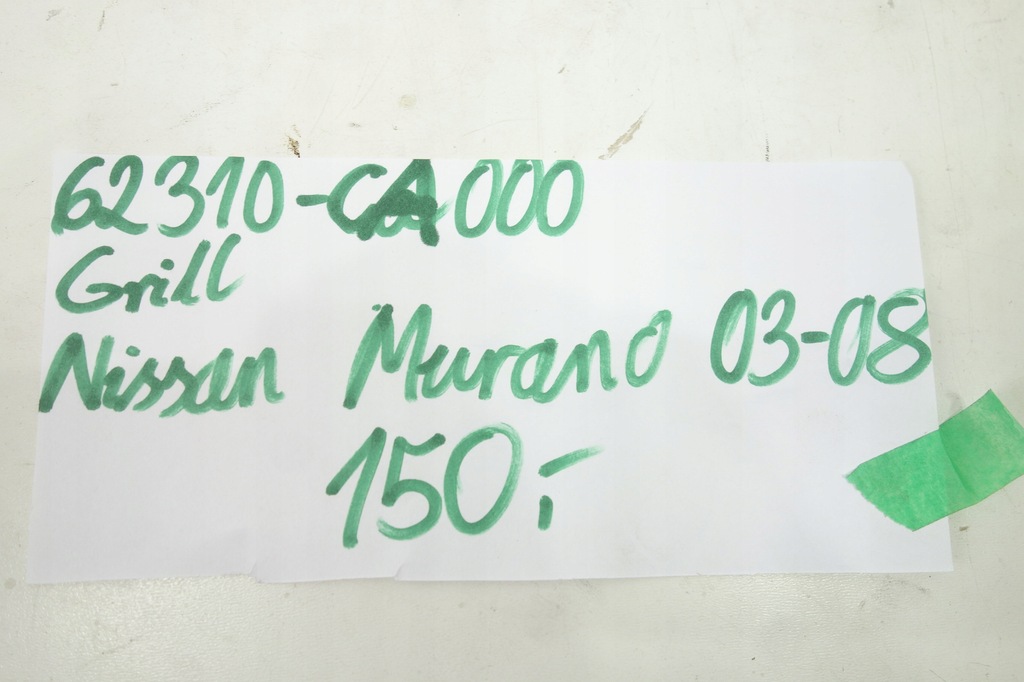 62310-CA000
Grill
Nissan Murano 03-08
150,-